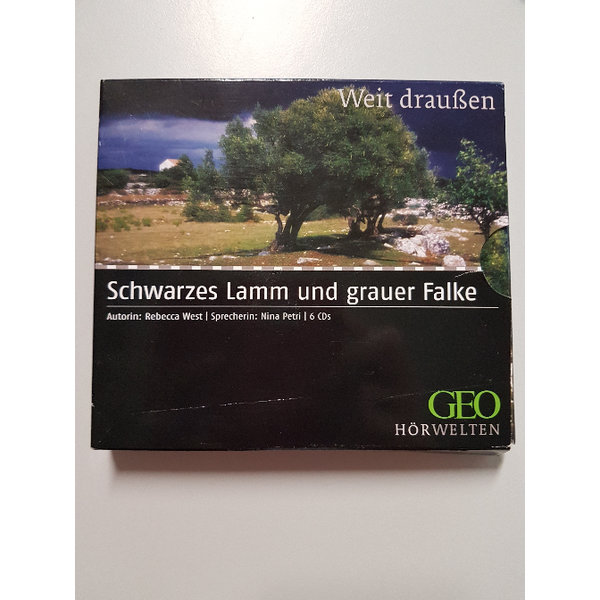 Weit draußen
Schwarzes Lamm und grauer Falke
Autorin: Rebecca West | Sprecherin: Nina Petri | 6 CDs
GEO
HÖRWELTEN